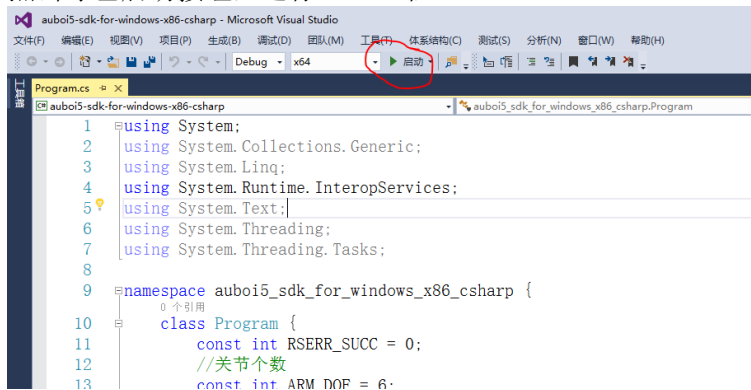 auboi5-sdk-for-windows-x86-csharp - Microsoft Visual Studio
文件(F) 编辑(E) 视图(V) 项目(P) 生成(B) 调试(D) 团队(M) 工具(T) 体系结构(C) 测试(S) 分析(N) 窗口(W) 帮助(H)
Debug x64 启动
工具箱
Program.cs
auboi5-sdk-for-windows-x86-csharp auboi5_sdk_for_windows_x86_csharp.Program
1 using System;
2 using System.Collections.Generic;
3 using System.Linq;
4 using System.Runtime.InteropServices;
5 using System.Text;
6 using System.Threading;
7 using System.Threading.Tasks;
8
9 namespace auboi5_sdk_for_windows_x86_csharp {
0 个引用
10 class Program {
11 const int RSERR_SUCC = 0;
12 //关节个数
13 const int ARM_DOF = 6;